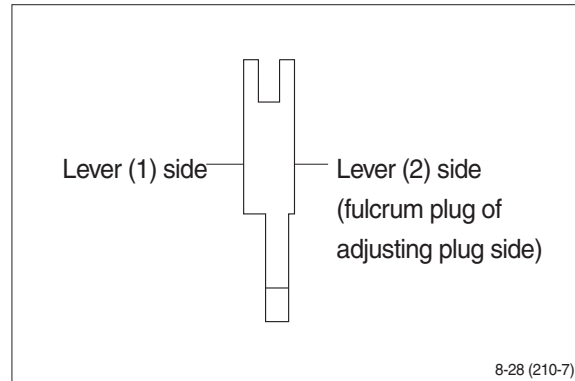 Lever (1) side
Lever (2) side
(fulcrum plug of
adjusting plug side)
8-28 (210-7)